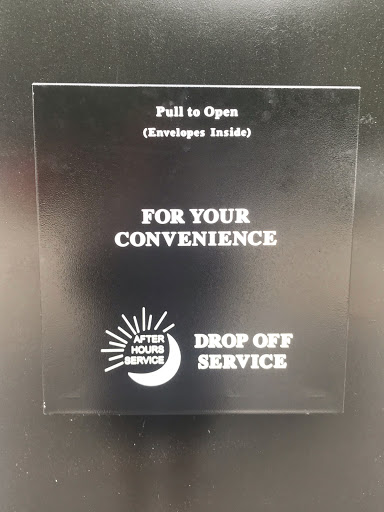 Pull to Open
(Envelopes Inside)
FOR YOUR
CONVENIENCE
AFTER
HOURS
SERVICE
DROP OFF
SERVICE